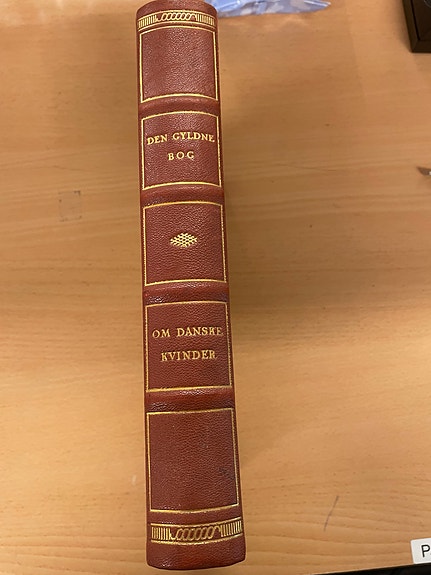 DEN GYLDNE
BOG
OM DANSKE
KVINDER
P